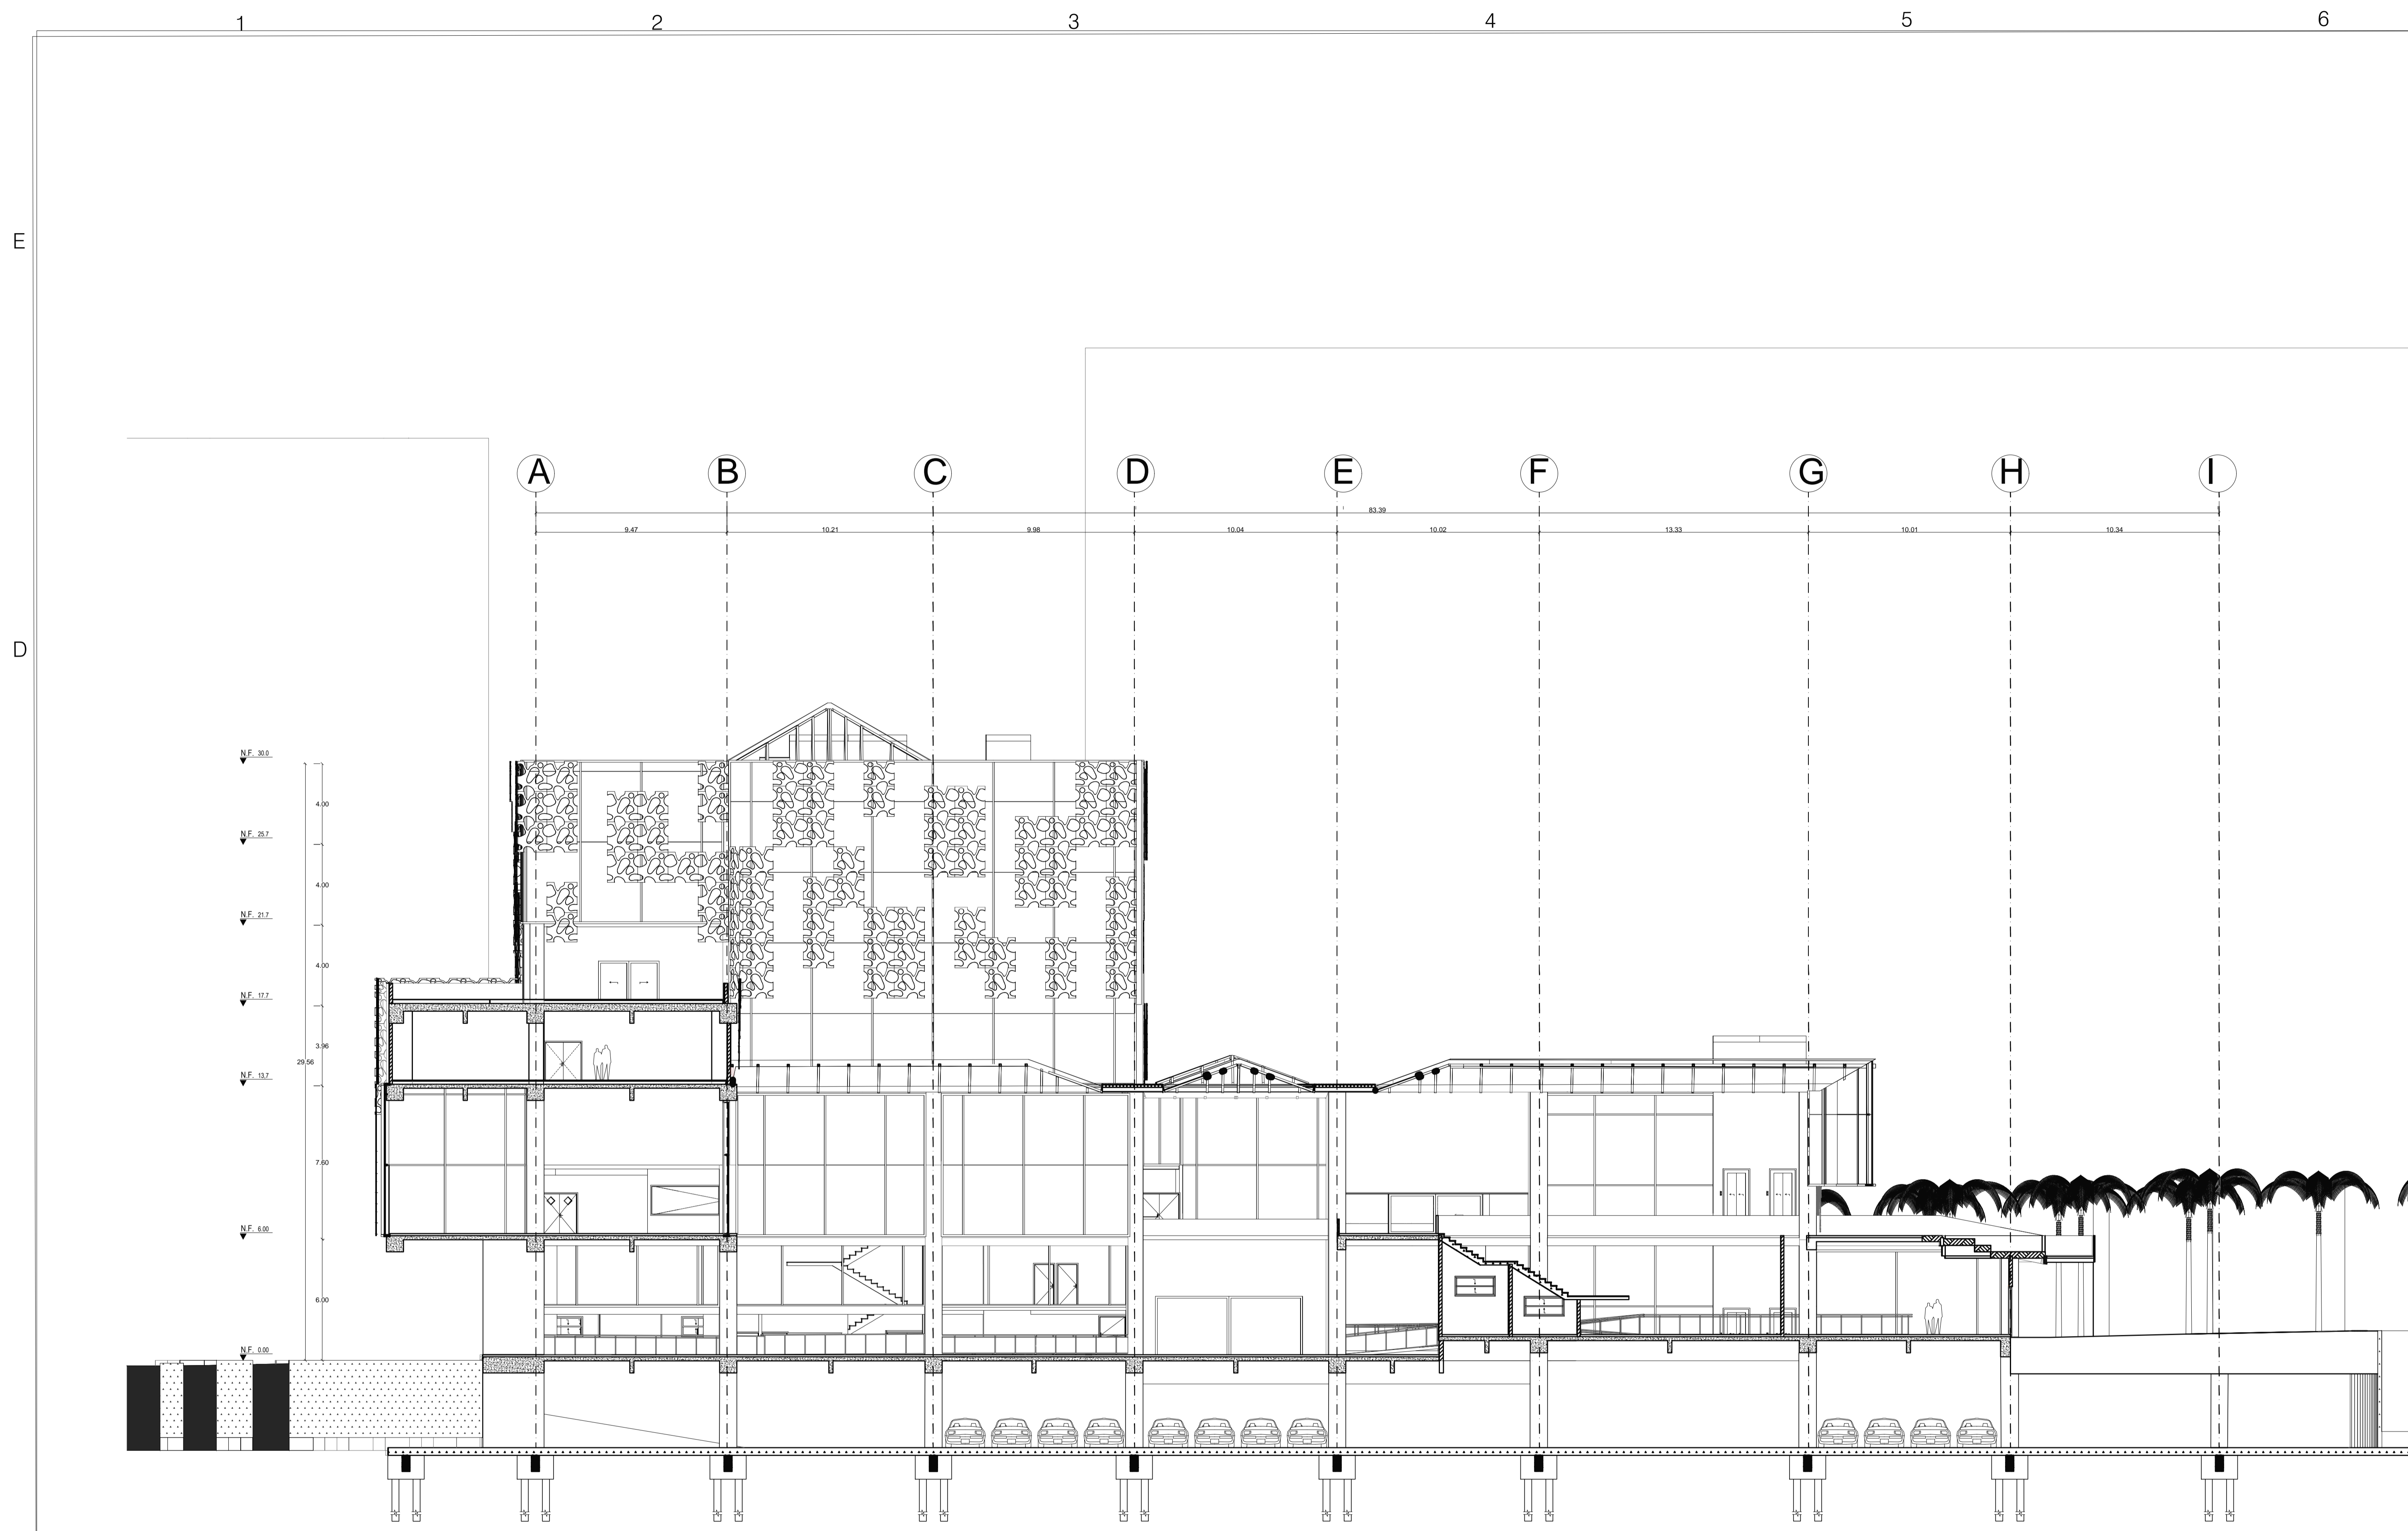 1 2 3 4 5 6
E
A B C D E F G H I
83.39
9.47 10.21 9.98 10.04 10.02 13.33 10.01 10.34
D
N.F. 30.0
4.00
N.F. 25.7
4.00
N.F. 21.7
4.00
N.F. 17.7
3.96
29.56
N.F. 13.7
7.60
N.F. 6.00
6.00
N.F. 0.00